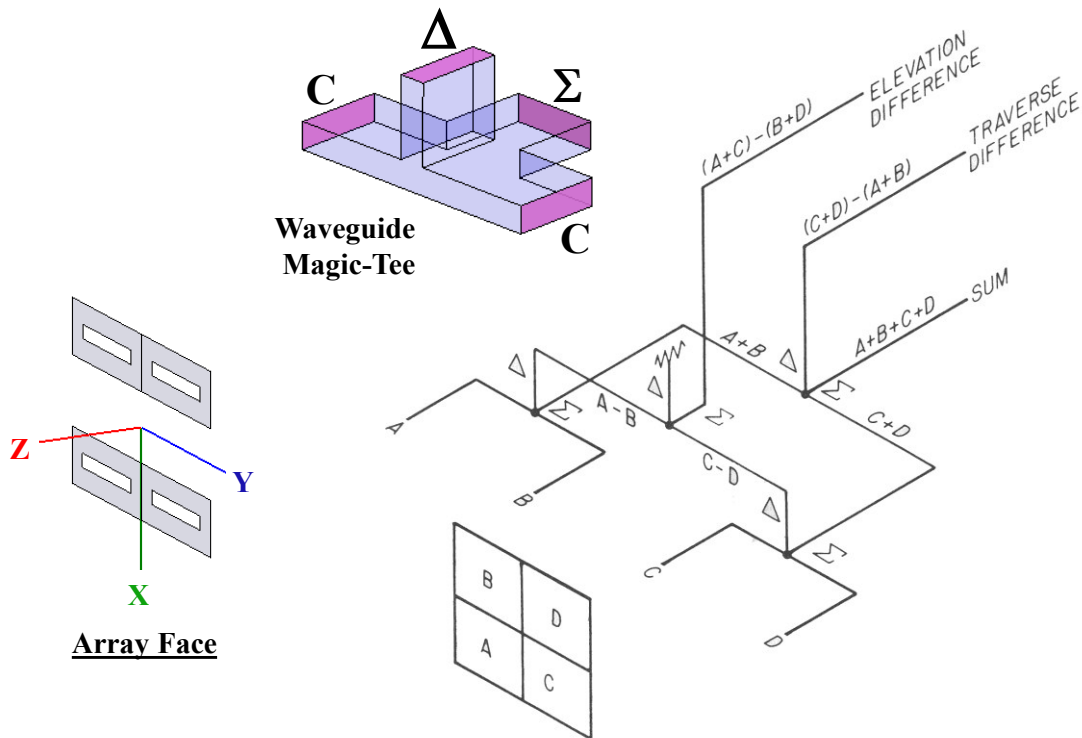 Δ
C
Σ
C
Waveguide
Magic-Tee
ELEVATION
DIFFERENCE
(A+C)-(B+D)
TRAVERSE
DIFFERENCE
(C+D)-(A+B)
SUM
A+B+C+D
A+B
Δ
Σ
C+D
Δ
Σ
A-B
Δ
Σ
C-D
Δ
Σ
A
B
C
D
Z
Y
X
Array Face
B
D
A
C